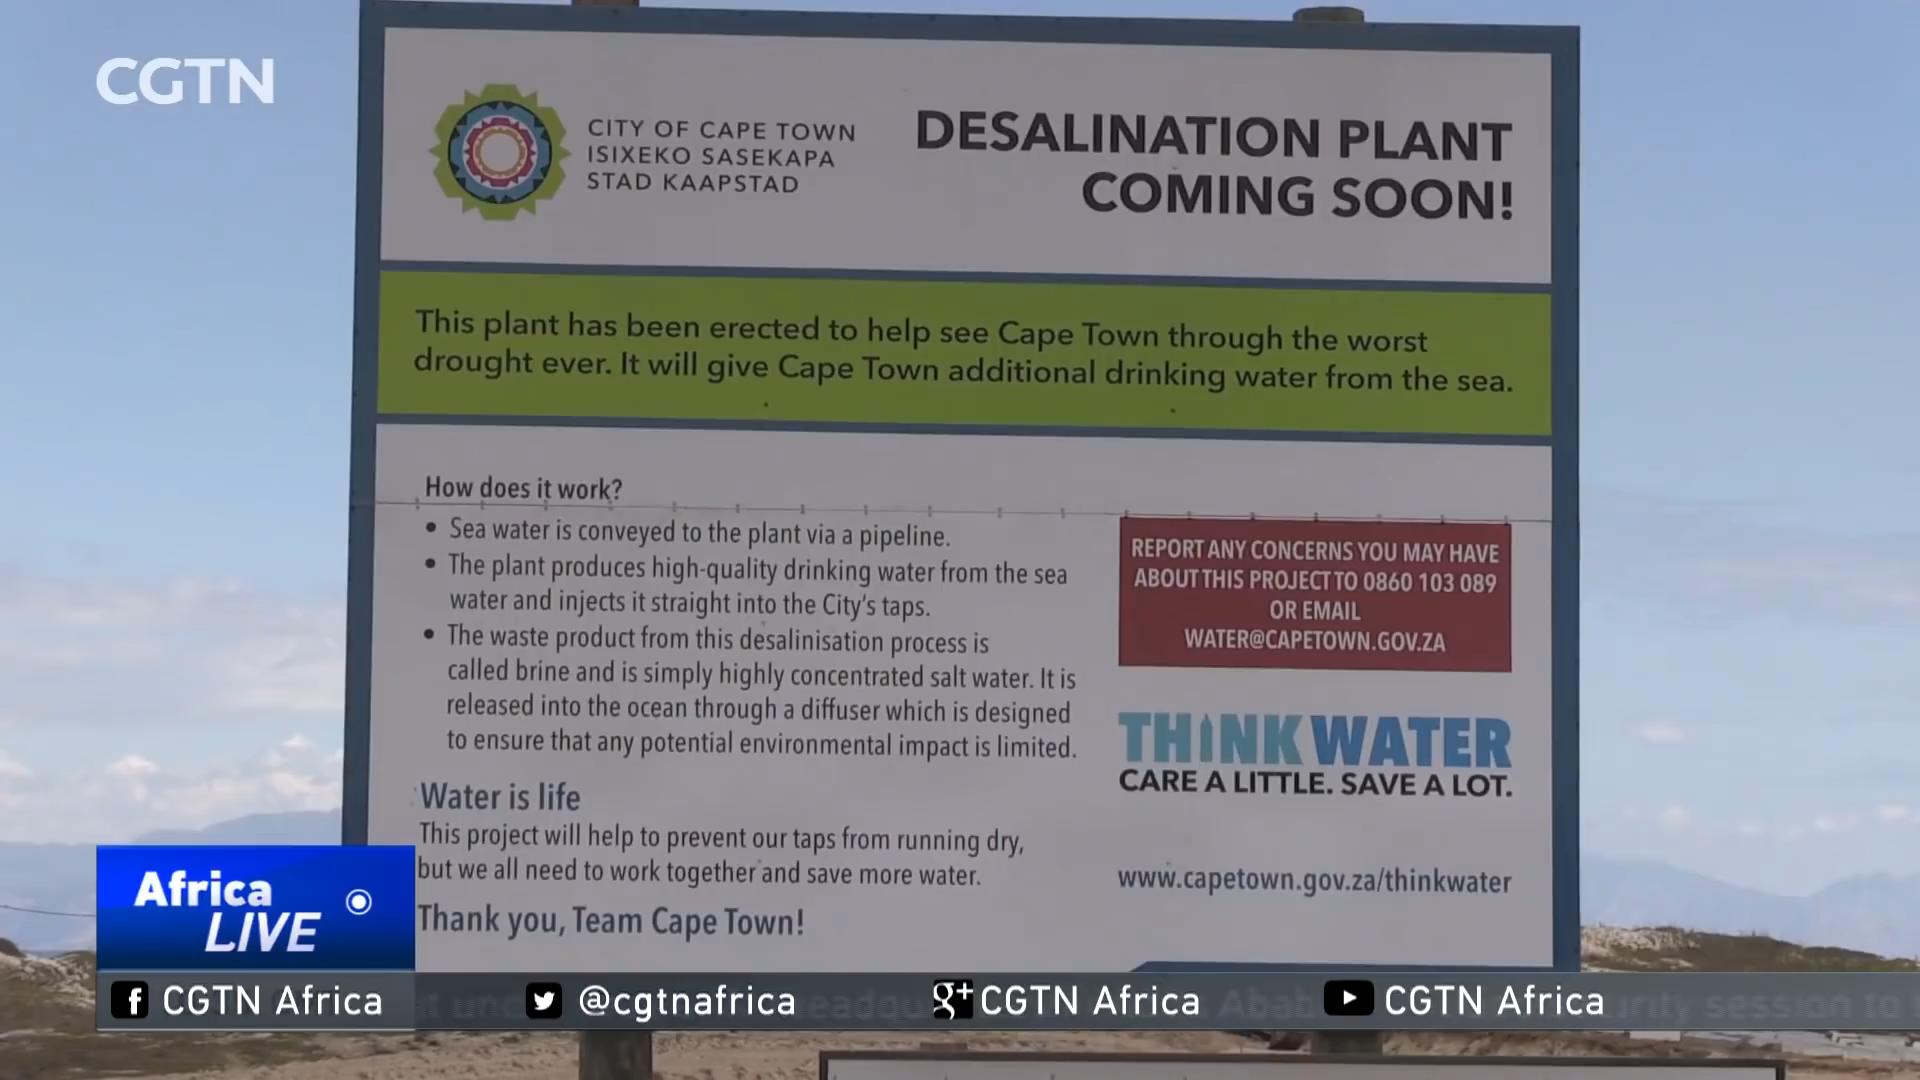 CGTN
CITY OF CAPE TOWN
ISIXEKO SASEKAPA
STAD KAAPSTAD
DESALINATION PLANT
COMING SOON!
This plant has been erected to help see Cape Town through the worst
drought ever. It will give Cape Town additional drinking water from the sea.
How does it work?
• Sea water is conveyed to the plant via a pipeline.
• The plant produces high-quality drinking water from the sea
water and injects it straight into the City's taps.
• The waste product from this desalinisation process is
called brine and is simply highly concentrated salt water. It is
released into the ocean through a diffuser which is designed
to ensure that any potential environmental impact is limited.
Water is life
This project will help to prevent our taps from running dry,
but we all need to work together and save more water.
Thank you, Team Cape Town!
REPORT ANY CONCERNS YOU MAY HAVE
ABOUT THIS PROJECT TO 0860 103 089
OR EMAIL
WATER@CAPETOWN.GOV.ZA
THINK WATER
CARE A LITTLE. SAVE A LOT.
www.capetown.gov.za/thinkwater
Africa
LIVE
CGTN Africa
@cgtnafrica
g+ CGTN Africa
CGTN Africa
session to